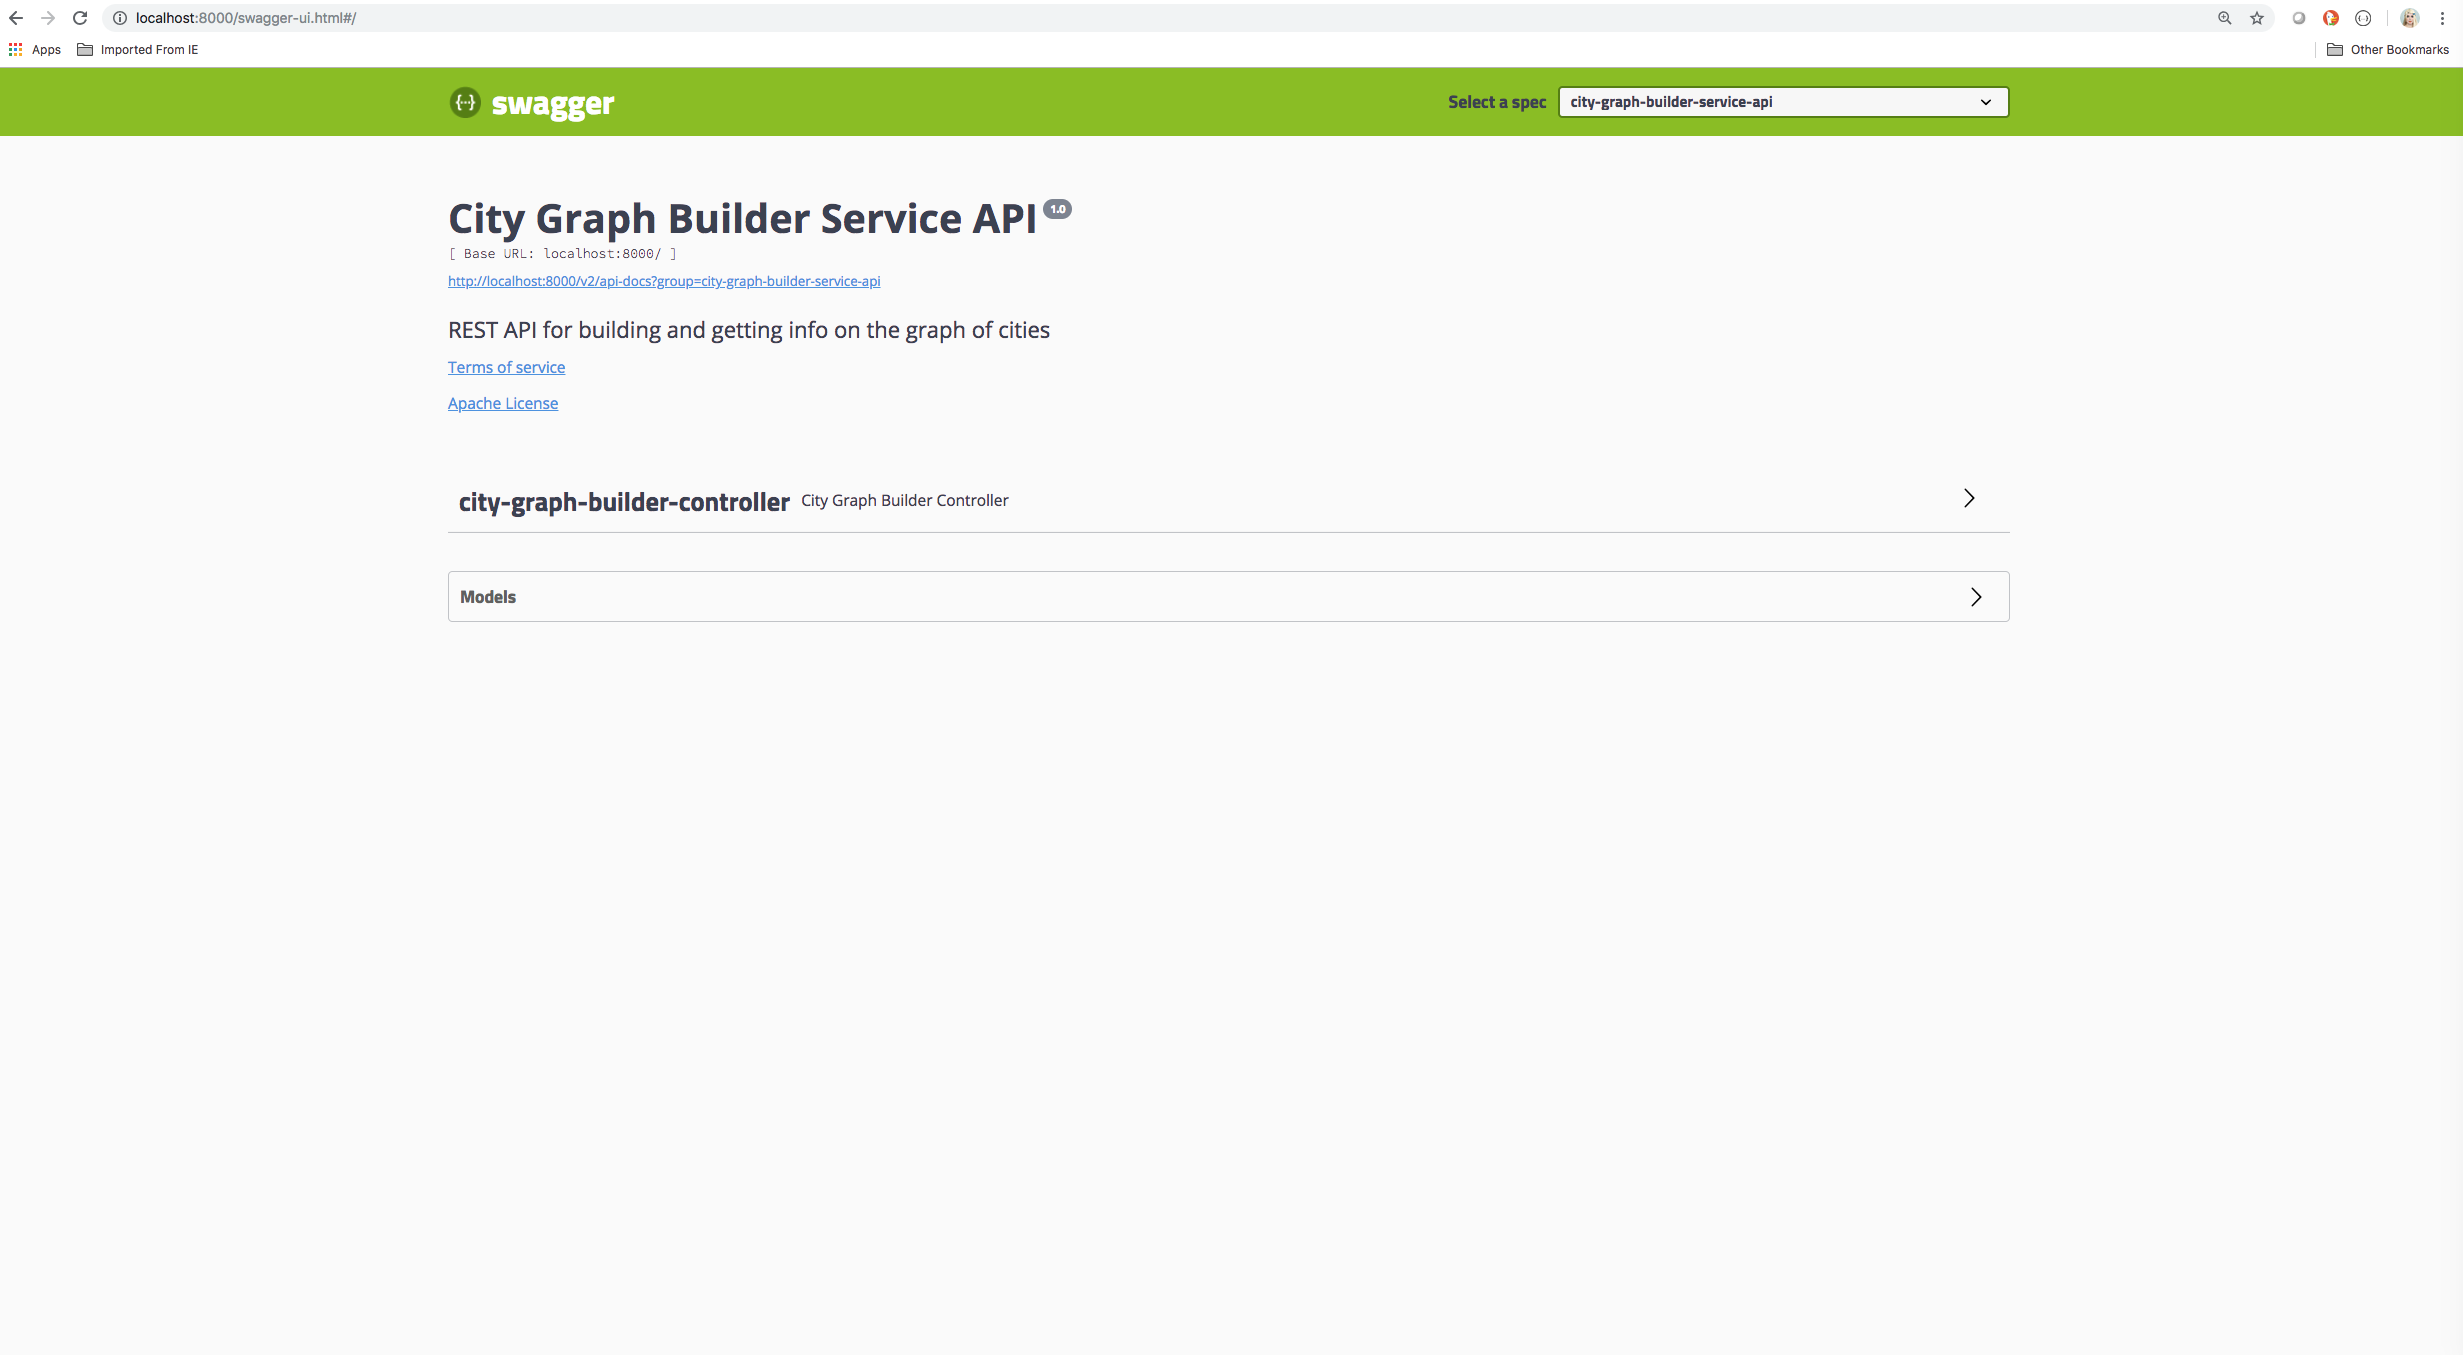 localhost:8000/swagger-ui.html#/
Apps Imported From IE Other Bookmarks
{···} swagger Select a spec city-graph-builder-service-api
City Graph Builder Service API 1.0
[ Base URL: localhost:8000/ ]
http://localhost:8000/v2/api-docs?group=city-graph-builder-service-api
REST API for building and getting info on the graph of cities
Terms of service
Apache License
city-graph-builder-controller City Graph Builder Controller
Models